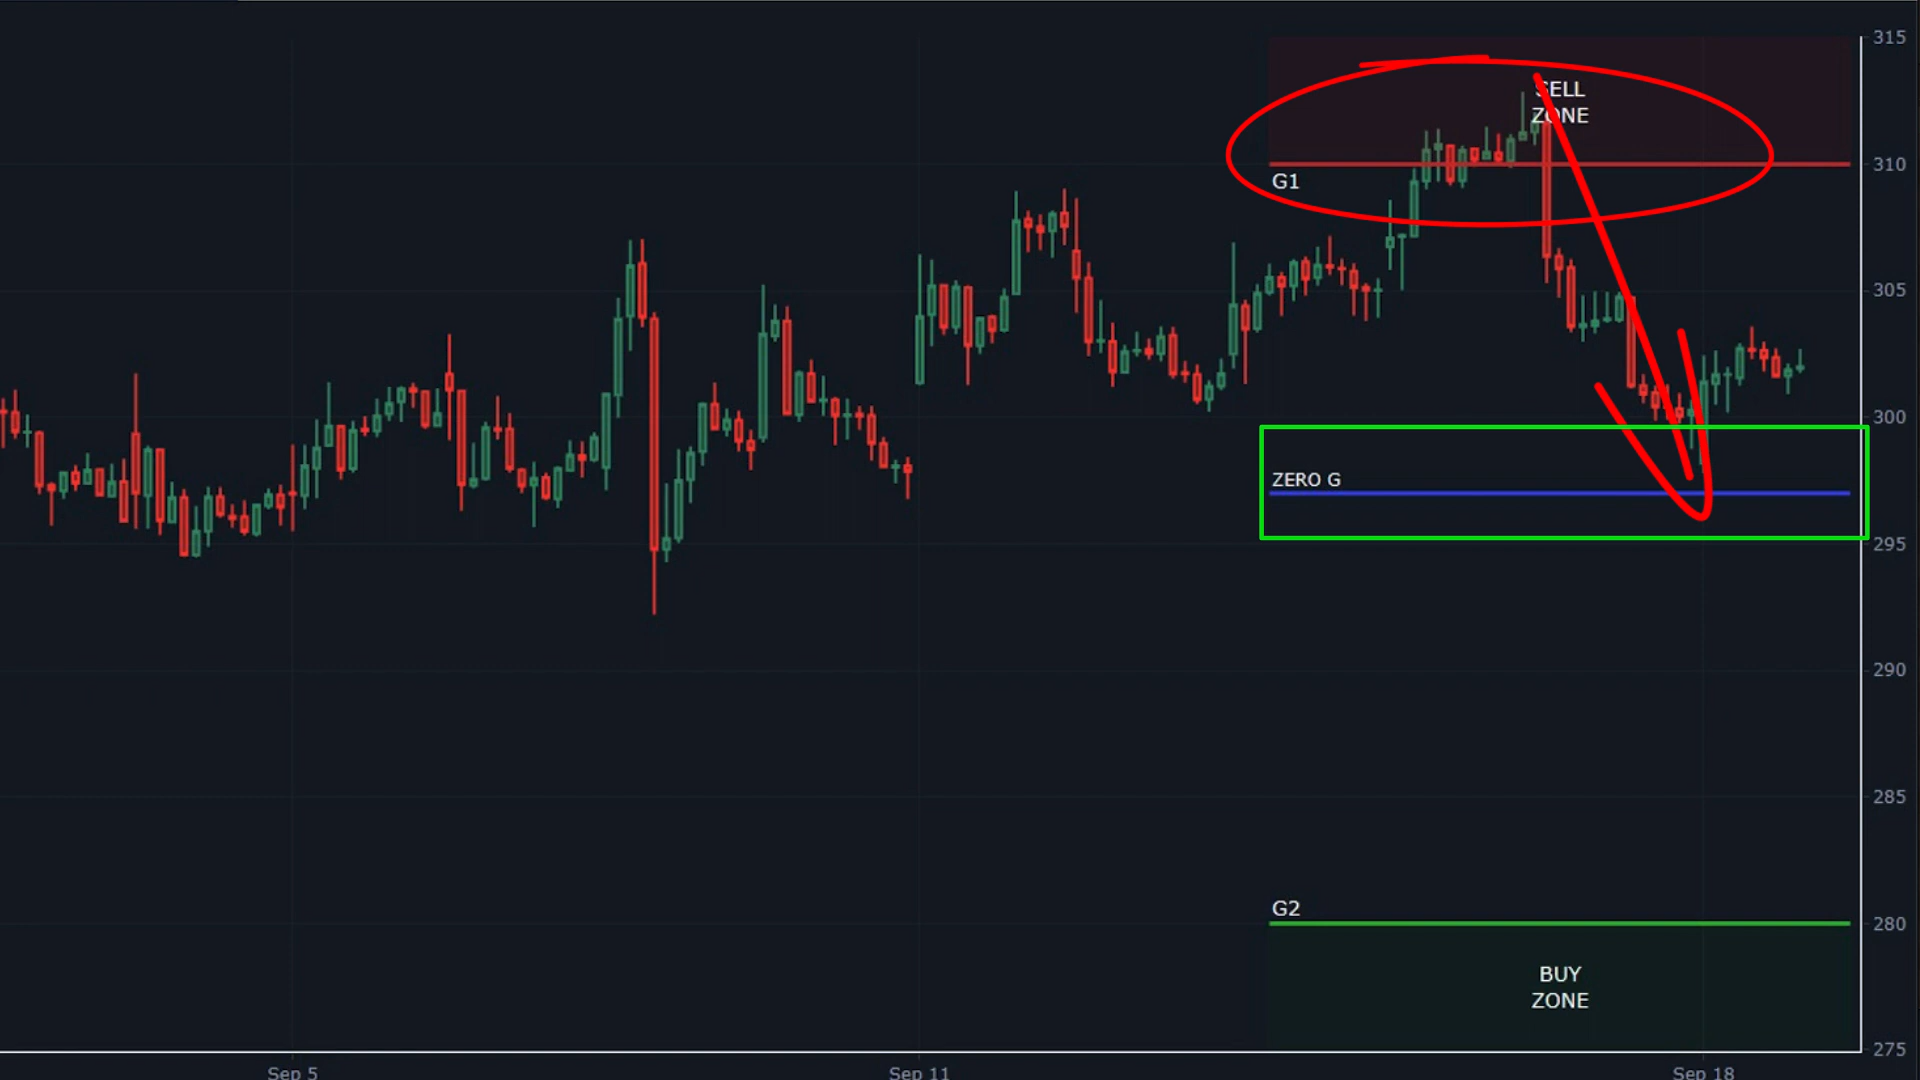 315
SELL
ZONE
310
G1
305
300
ZERO G
295
290
285
G2
280
BUY
ZONE
275
Sep 5
Sep 11
Sep 18